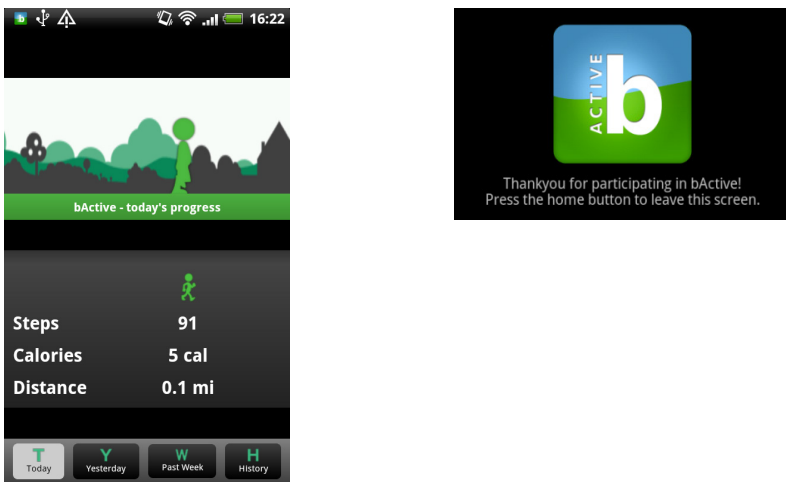 b
16:22
bActive - today's progress
Steps 91
Calories 5 cal
Distance 0.1 mi
T Y W H
Today Yesterday Past Week History
ACTIVE b
Thankyou for participating in bActive!
Press the home button to leave this screen.